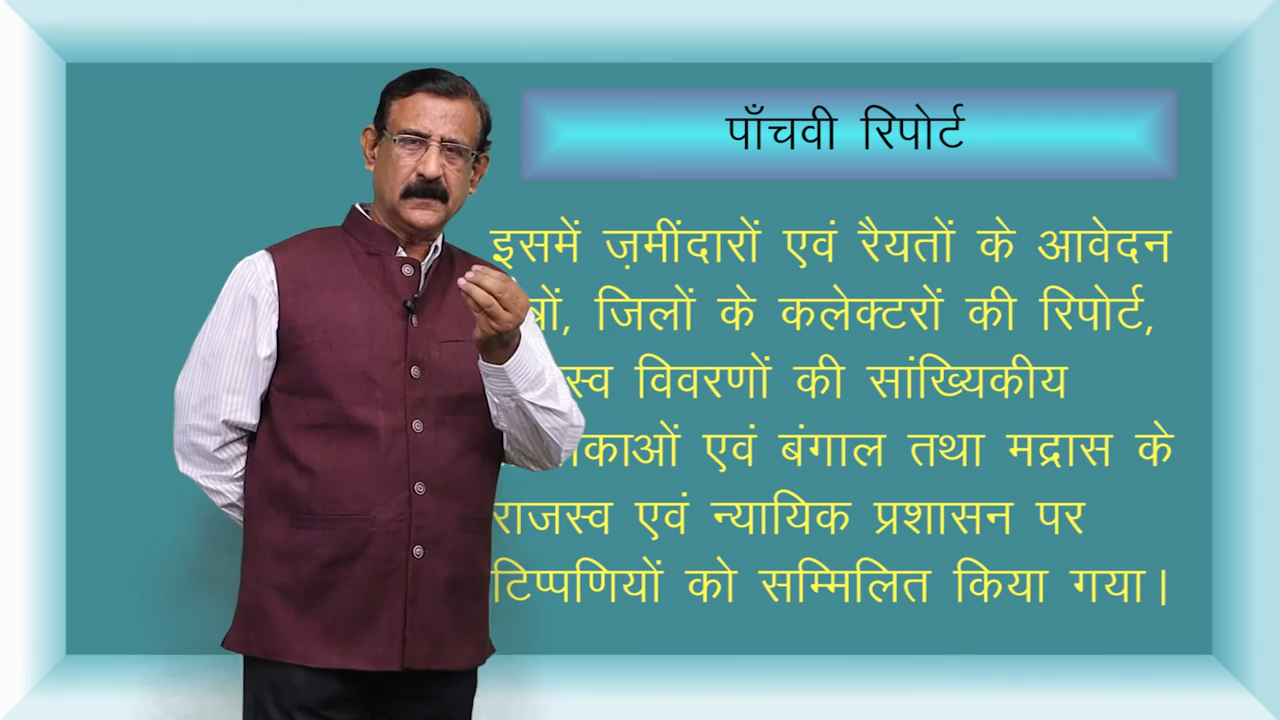 पाँचवी रिपोर्ट
इसमें ज़मींदारों एवं रैयतों के आवेदन
जिलों के कलेक्टरों की रिपोर्ट,
विवरणों की सांख्यिकीय
एवं बंगाल तथा मद्रास के
राजस्व एवं न्यायिक प्रशासन पर
टिप्पणियों को सम्मिलित किया गया।